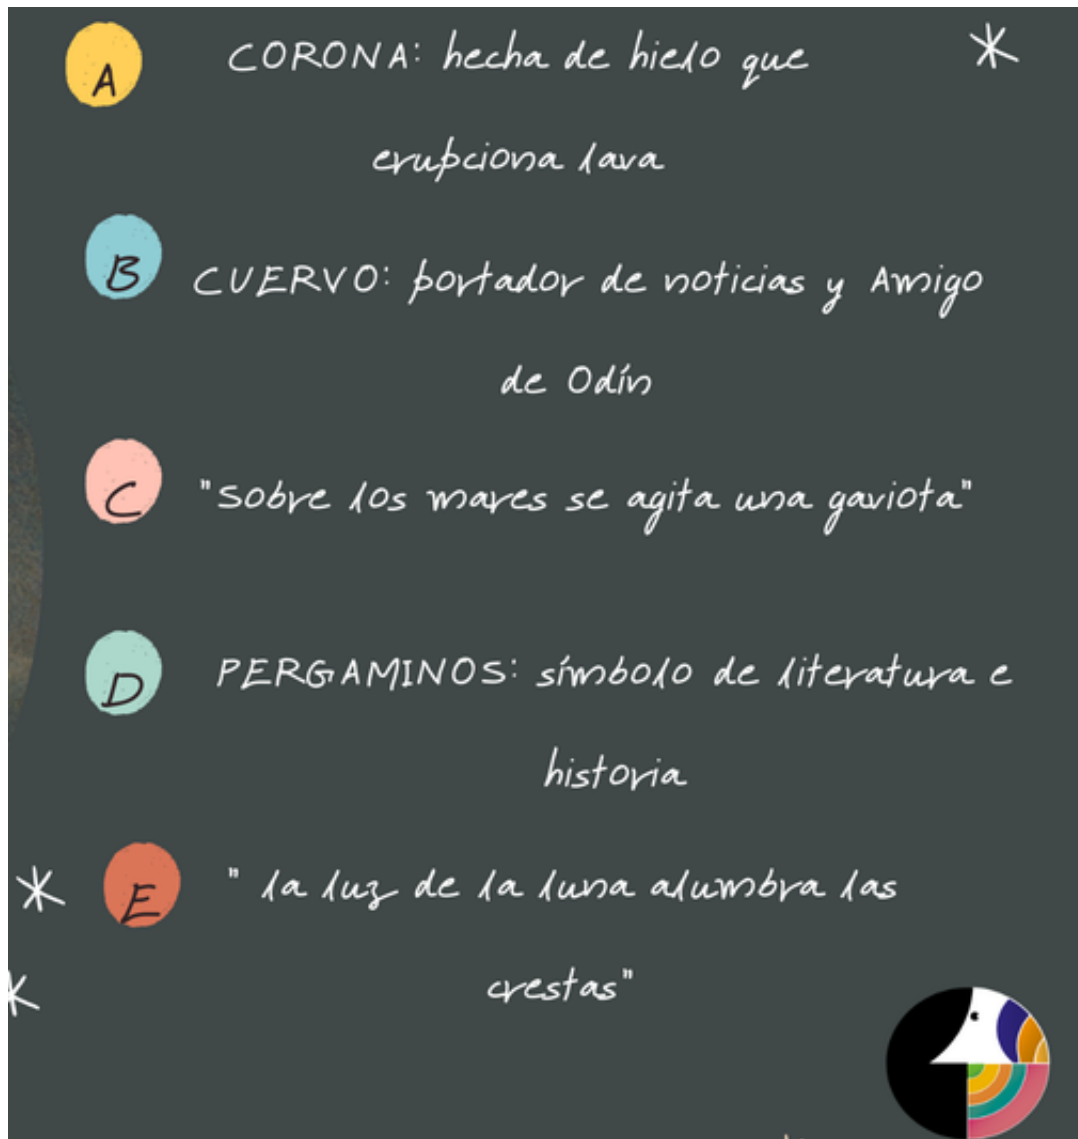 A
CORONA: hecha de hielo que
erupciona lava
B
CUERVO: portador de noticias y Amigo
de Odín
C
"Sobre los mares se agita una gaviota"
D
PERGAMINOS: símbolo de literatura e
historia
E
" la luz de la luna alumbra las
crestas"